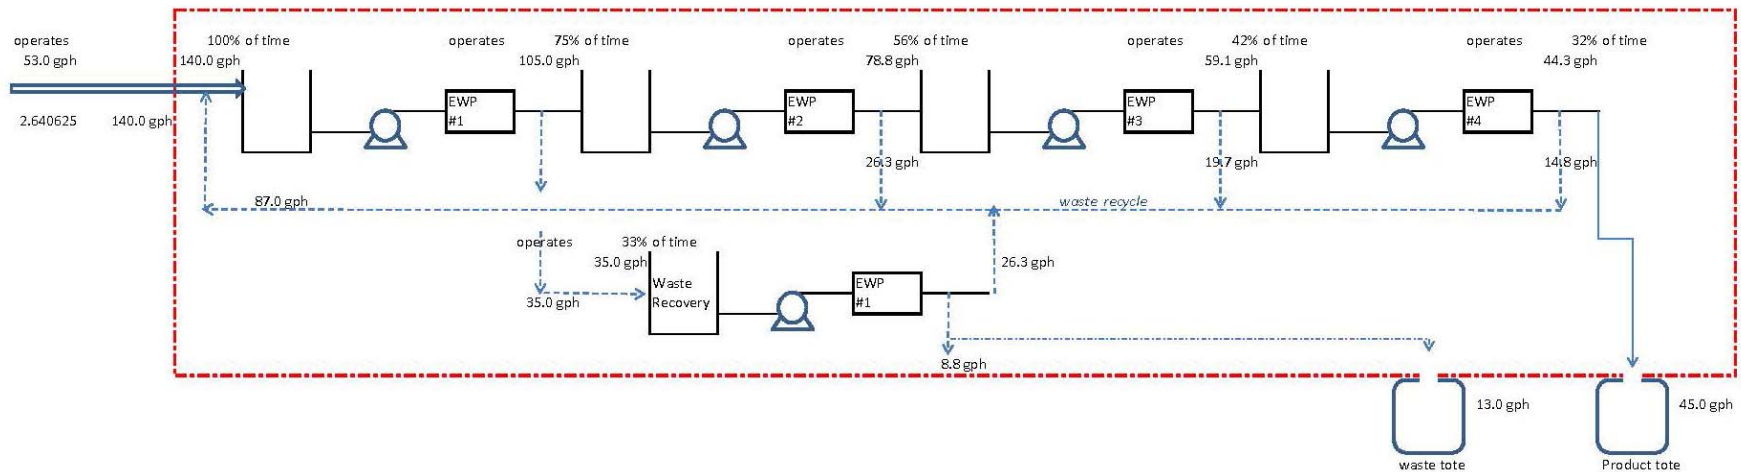 operates 100% of time operates 75% of time operates 56% of time operates 42% of time operates 32% of time
53.0 gph 140.0 gph 105.0 gph 78.8 gph 59.1 gph 44.3 gph
EWP EWP EWP EWP
#1 #2 #3 #4
2.640625 140.0 gph
26.3 gph 19.7 gph 14.8 gph
87.0 gph waste recycle
operates 33% of time
35.0 gph 26.3 gph
Waste EWP
Recovery #1
35.0 gph
8.8 gph
13.0 gph 45.0 gph
waste tote Product tote